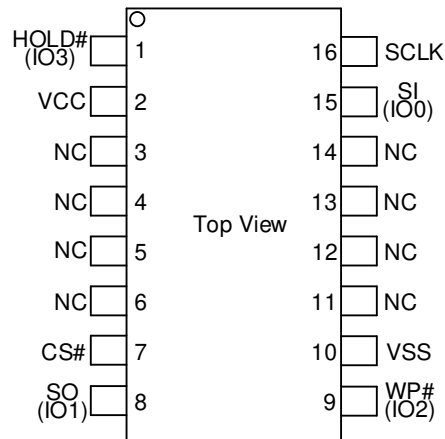 HOLD#
(IO3)
1
16
SCLK
VCC
2
15
SI
(IO0)
NC
3
14
NC
NC
4
13
NC
Top View
NC
5
12
NC
NC
6
11
NC
CS#
7
10
VSS
SO
(IO1)
8
9
WP#
(IO2)